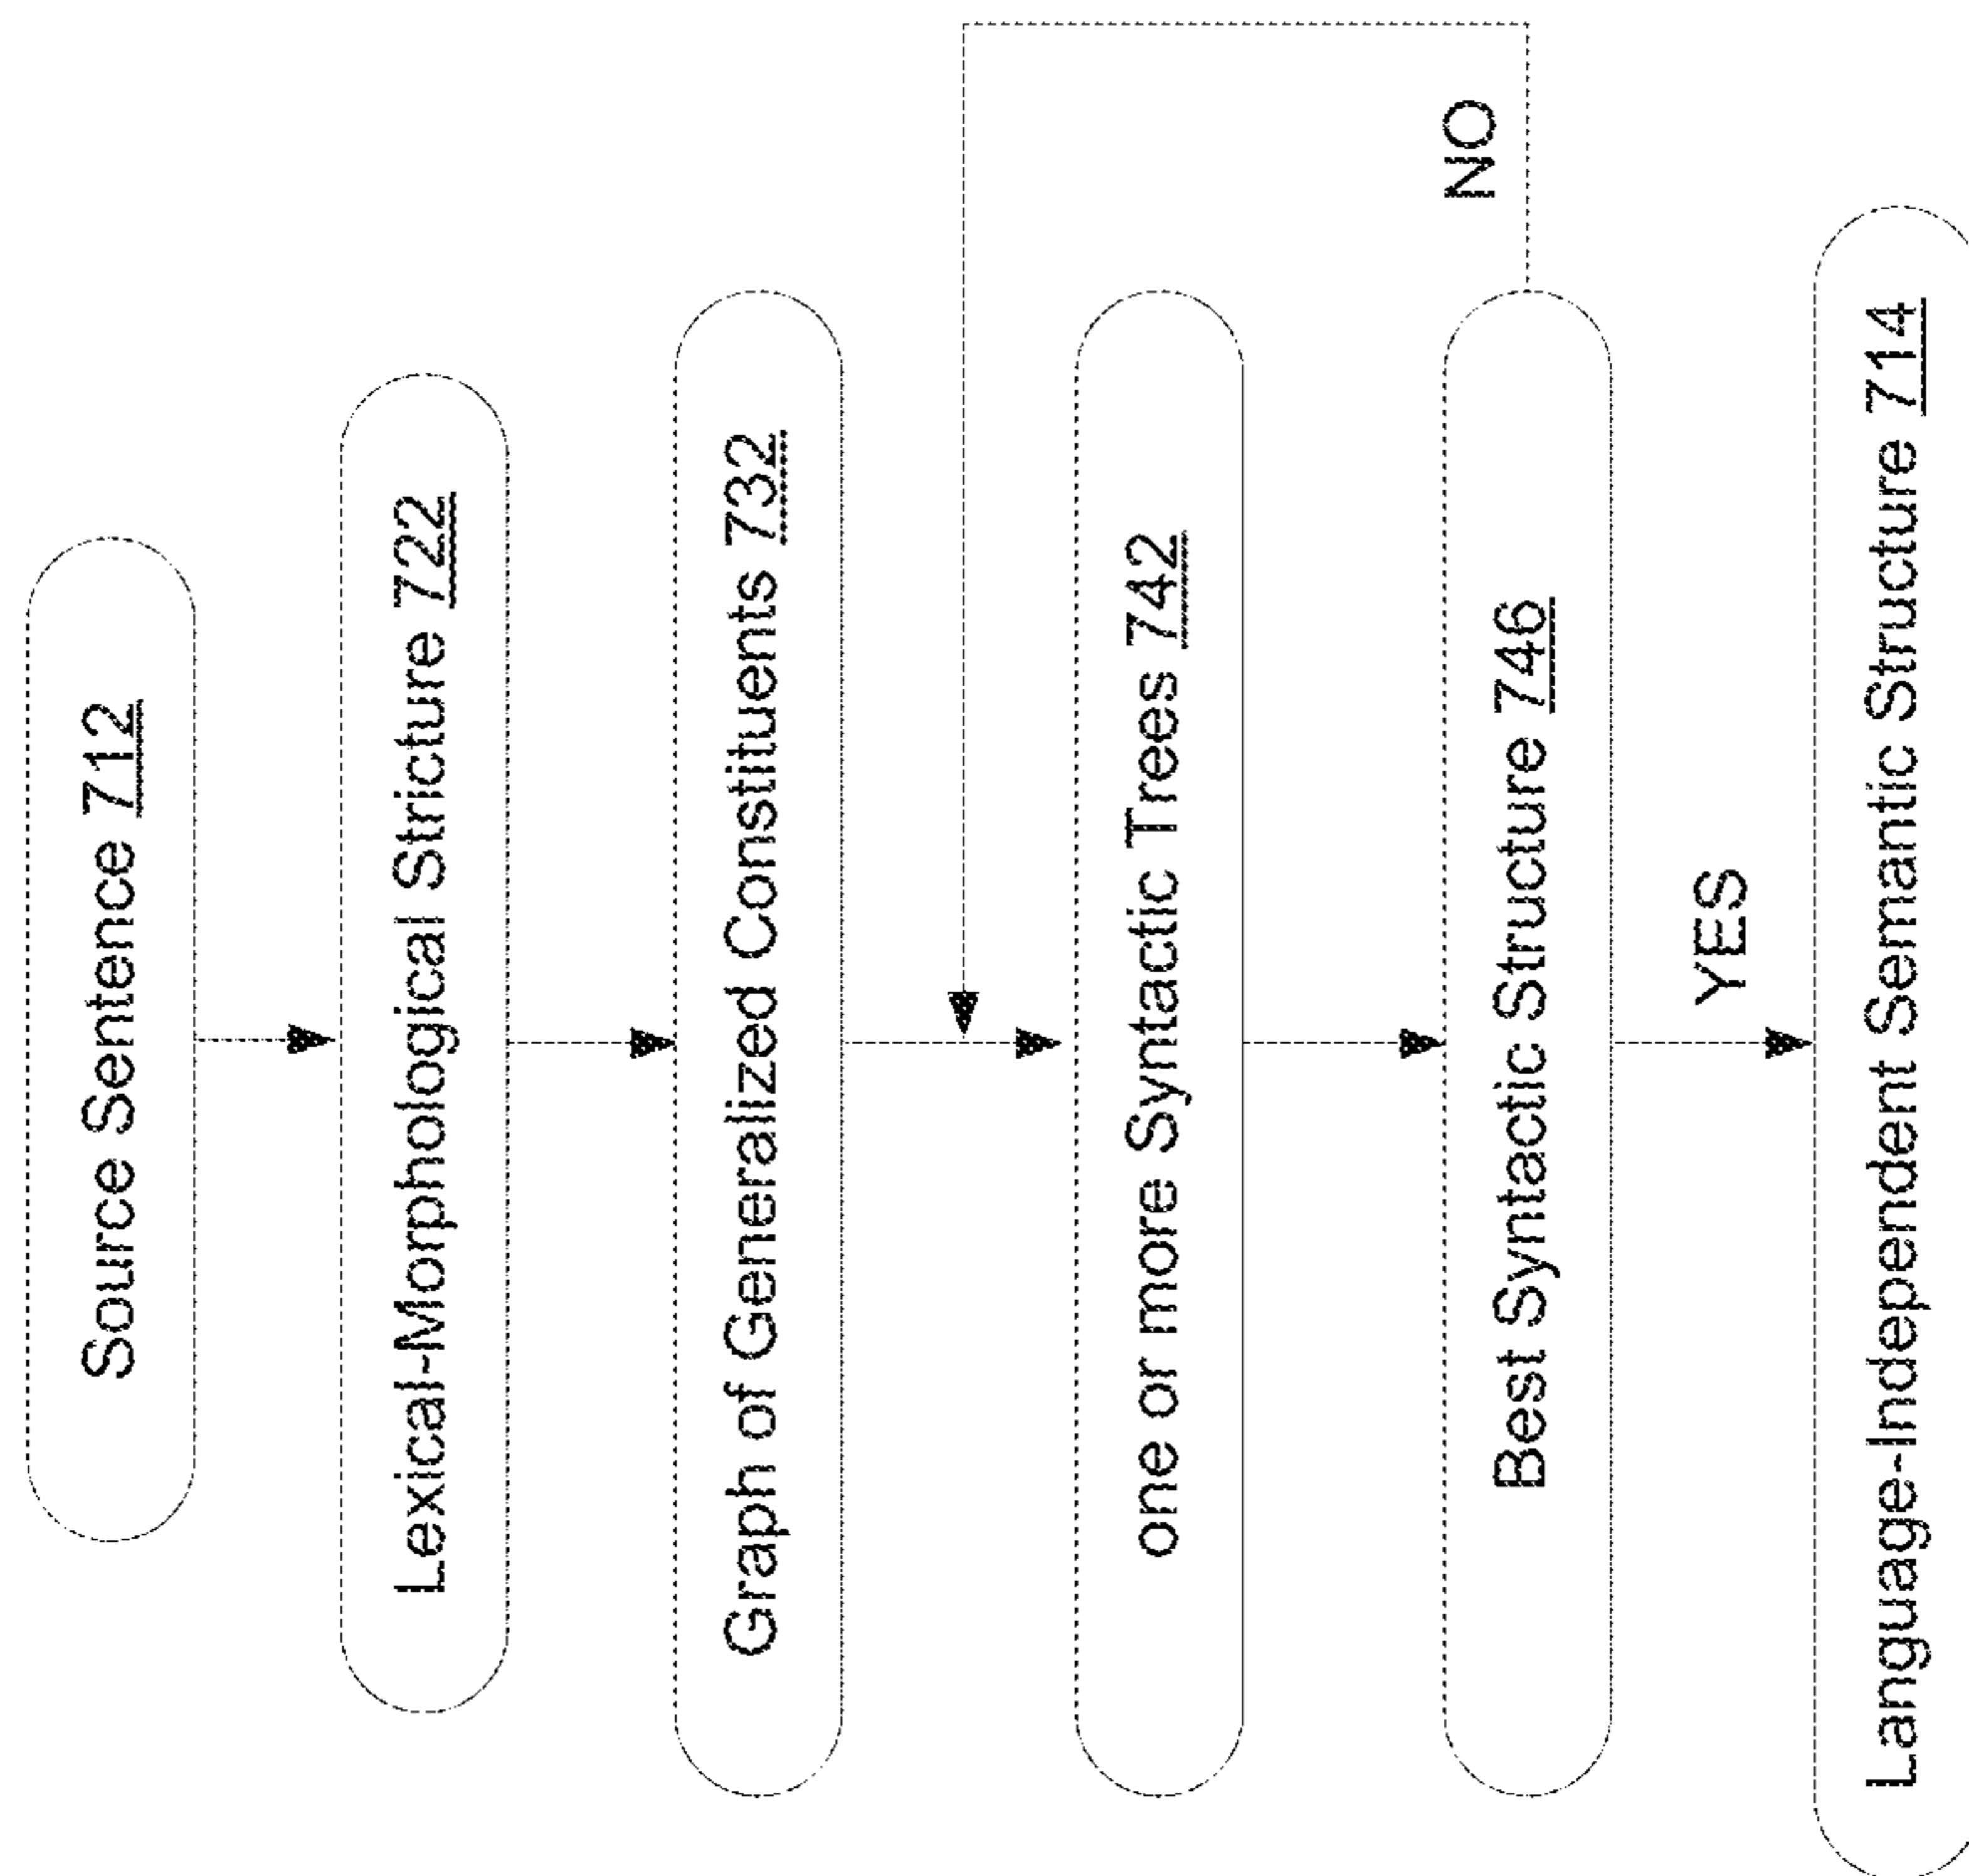 Source Sentence 712
Lexical-Morphological Stricture 722
Graph of Generalized Constituents 732
one or more Syntactic Trees 742
Best Syntactic Structure 746
NO
YES
Language-Independent Semantic Structure 714